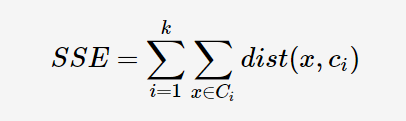 SSE = \sum_{i=1}^{k} \sum_{x \in C_i} dist(x, c_i)